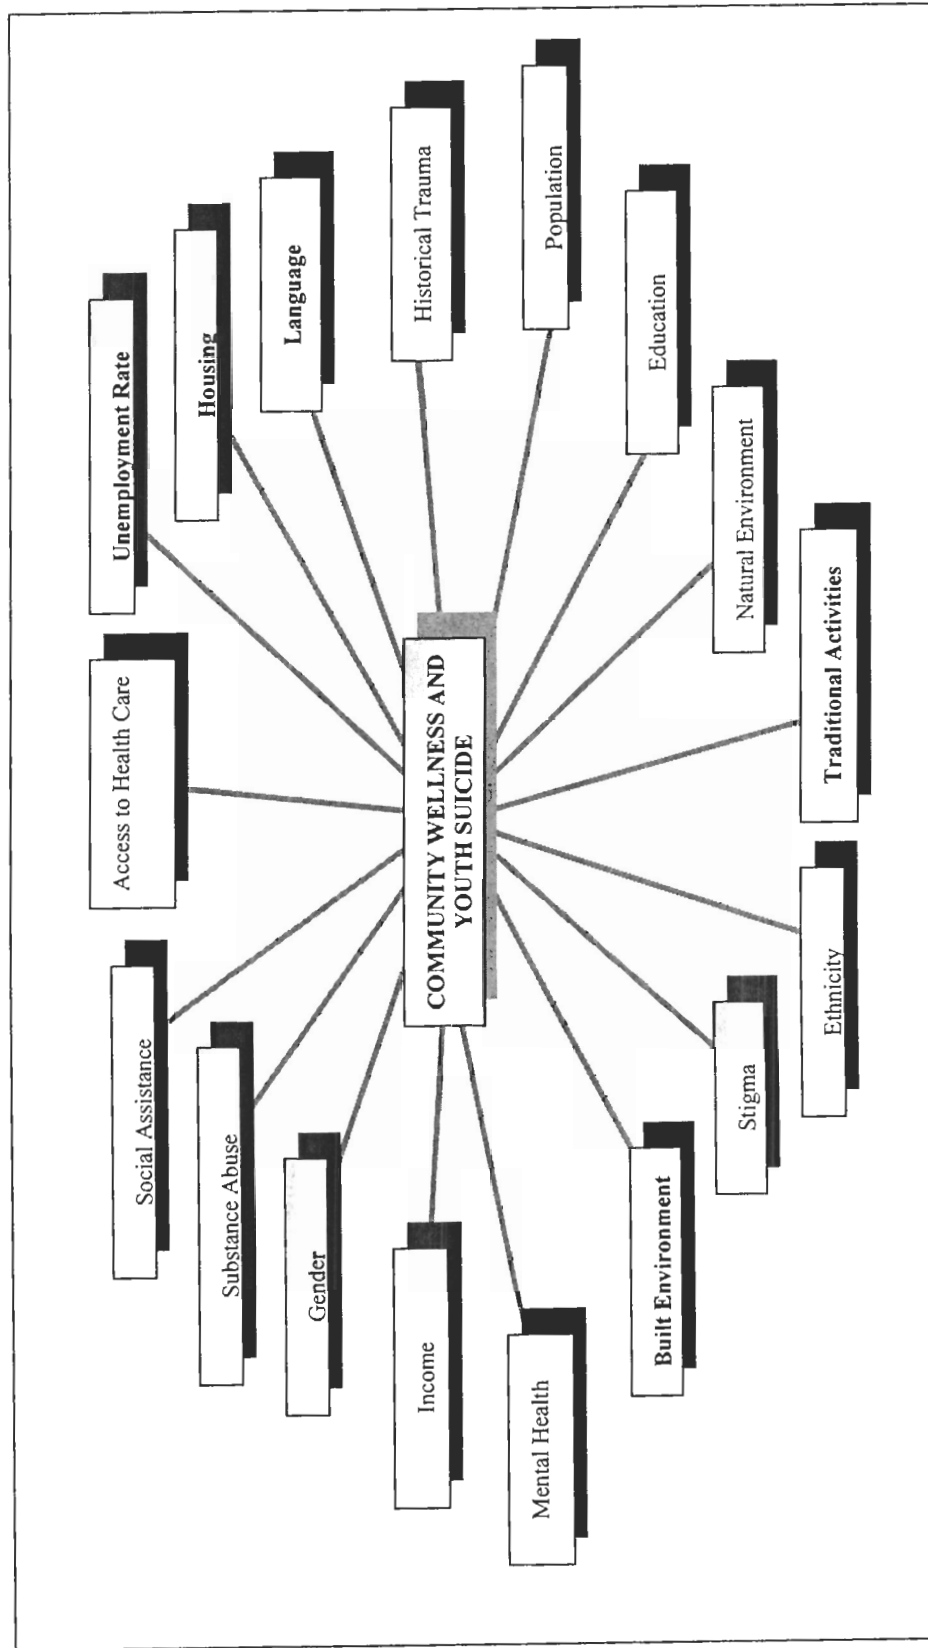 Access to Health Care
Social Assistance
Unemployment Rate
Substance Abuse
Housing
Gender
Language
Income
Historical Trauma
COMMUNITY WELLNESS AND
YOUTH SUICIDE
Mental Health
Population
Built Environment
Education
Stigma
Natural Environment
Ethnicity
Traditional Activities